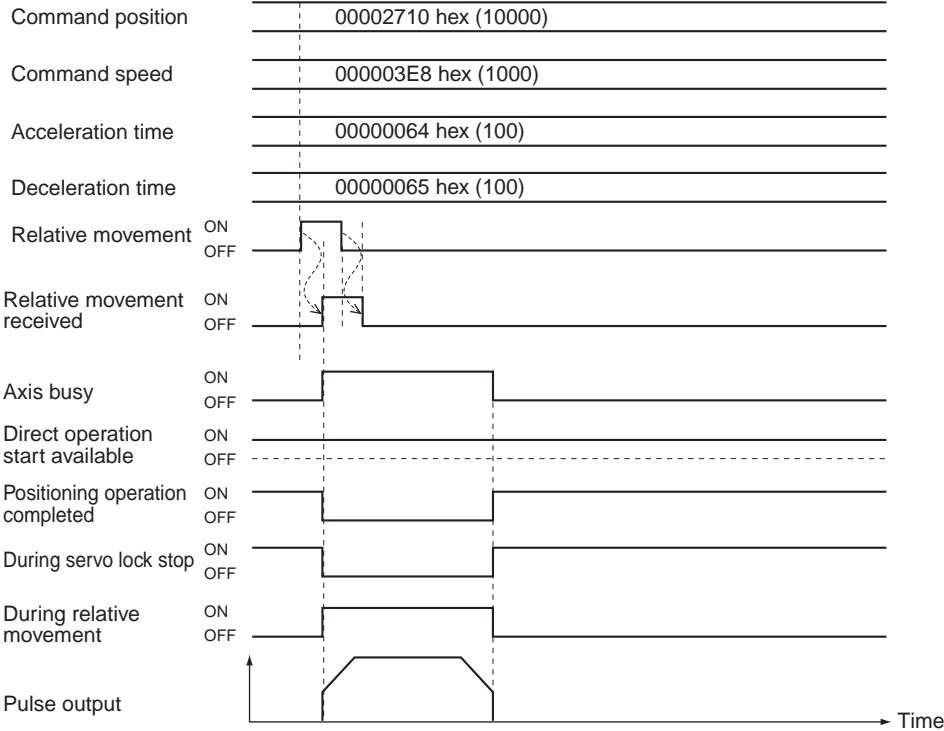 Command position
00002710 hex (10000)
Command speed
000003E8 hex (1000)
Acceleration time
00000064 hex (100)
Deceleration time
00000065 hex (100)
Relative movement
ON
OFF
Relative movement
received
ON
OFF
Axis busy
ON
OFF
Direct operation
start available
ON
OFF
Positioning operation
completed
ON
OFF
During servo lock stop
ON
OFF
During relative
movement
ON
OFF
Pulse output
Time